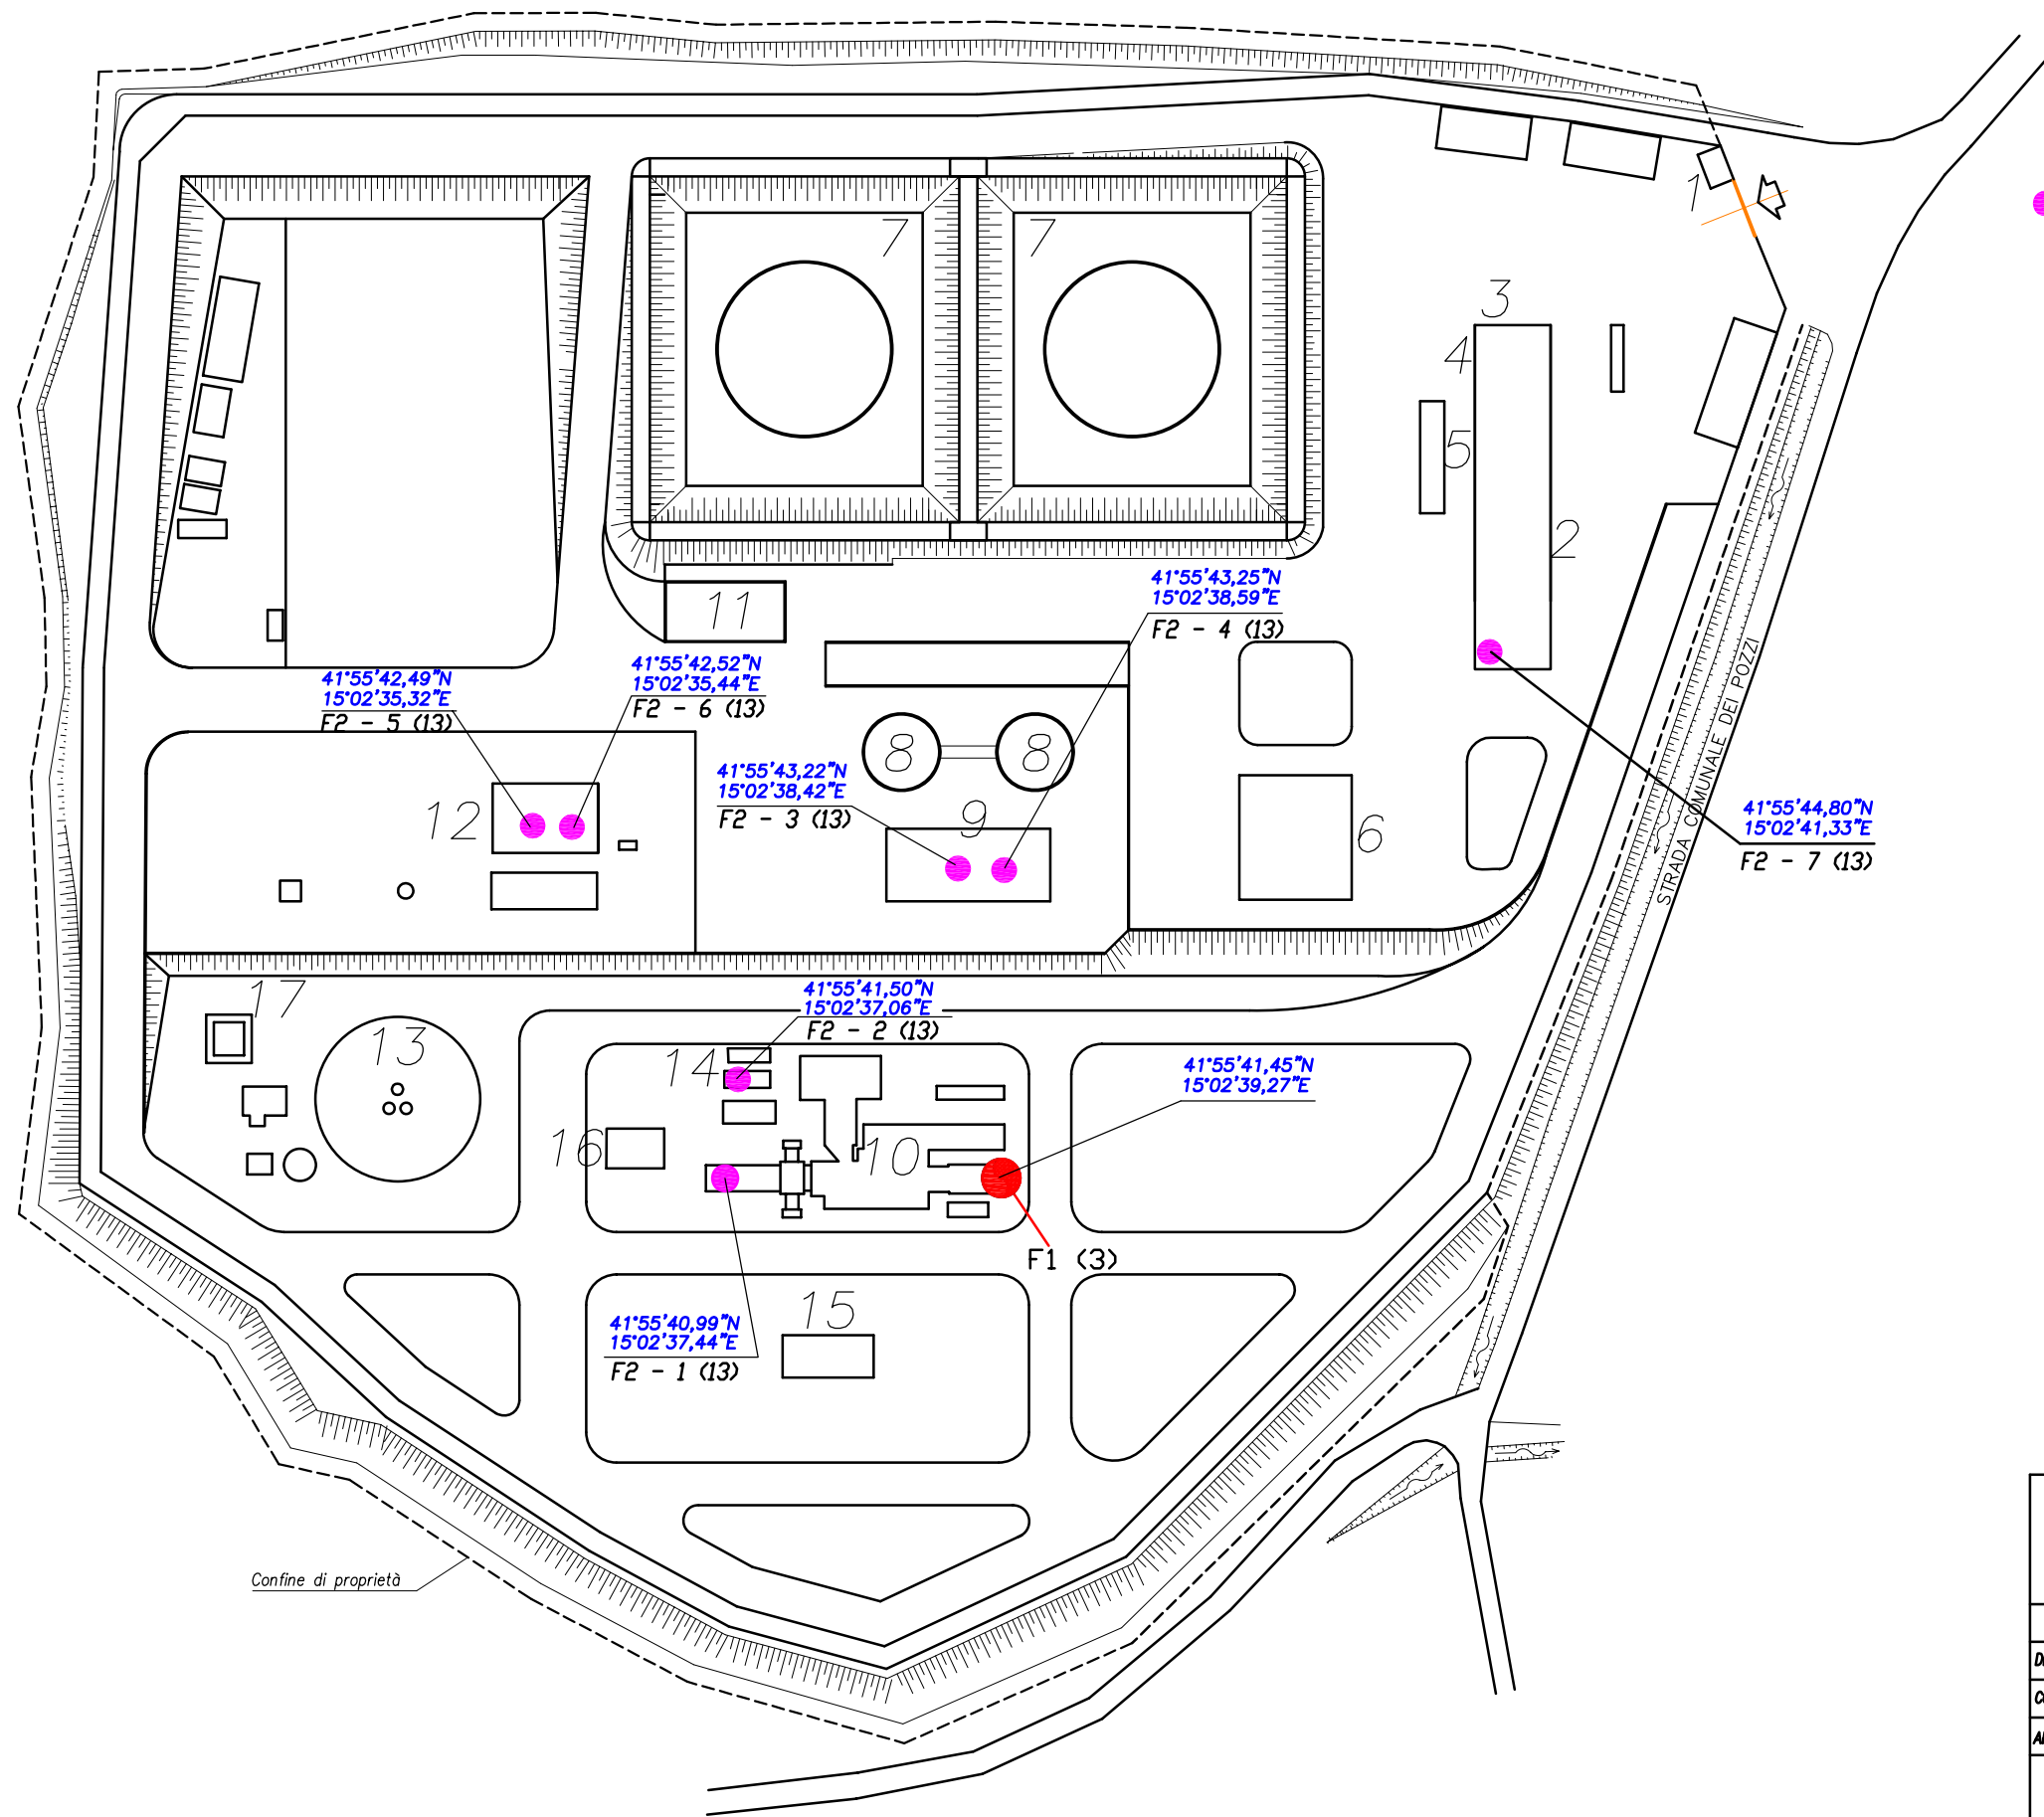 1
7
7
3
4
5
2
11
41°55'43,25"N
15°02'38,59"E
F2 - 4 (13)
41°55'42,52"N
15°02'35,44"E
F2 - 6 (13)
41°55'42,49"N
15°02'35,32"E
F2 - 5 (13)
8
8
41°55'43,22"N
15°02'38,42"E
F2 - 3 (13)
12
9
6
STRADA COMUNALE DEI POZZI
41°55'44,80"N
15°02'41,33"E
F2 - 7 (13)
17
13
41°55'41,50"N
15°02'37,06"E
F2 - 2 (13)
14
41°55'41,45"N
15°02'39,27"E
16
10
F1 (3)
15
41°55'40,99"N
15°02'37,44"E
F2 - 1 (13)
Confine di proprietà